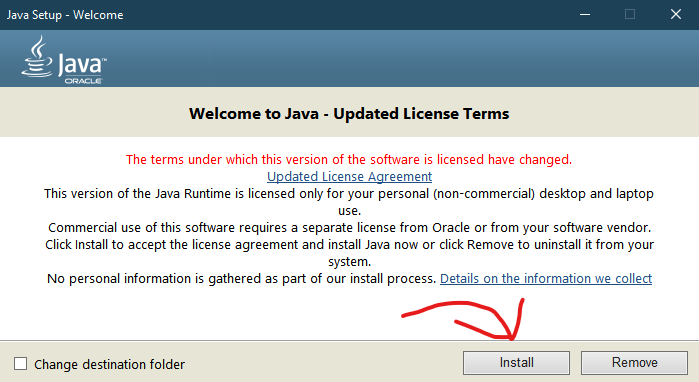 Java Setup - Welcome
Java™
ORACLE
Welcome to Java - Updated License Terms
The terms under which this version of the software is licensed have changed.
Updated License Agreement
This version of the Java Runtime is licensed only for your personal (non-commercial) desktop and laptop
use.
Commercial use of this software requires a separate license from Oracle or from your software vendor.
Click Install to accept the license agreement and install Java now or click Remove to uninstall it from your
system.
No personal information is gathered as part of our install process. Details on the information we collect
Change destination folder
Install
Remove